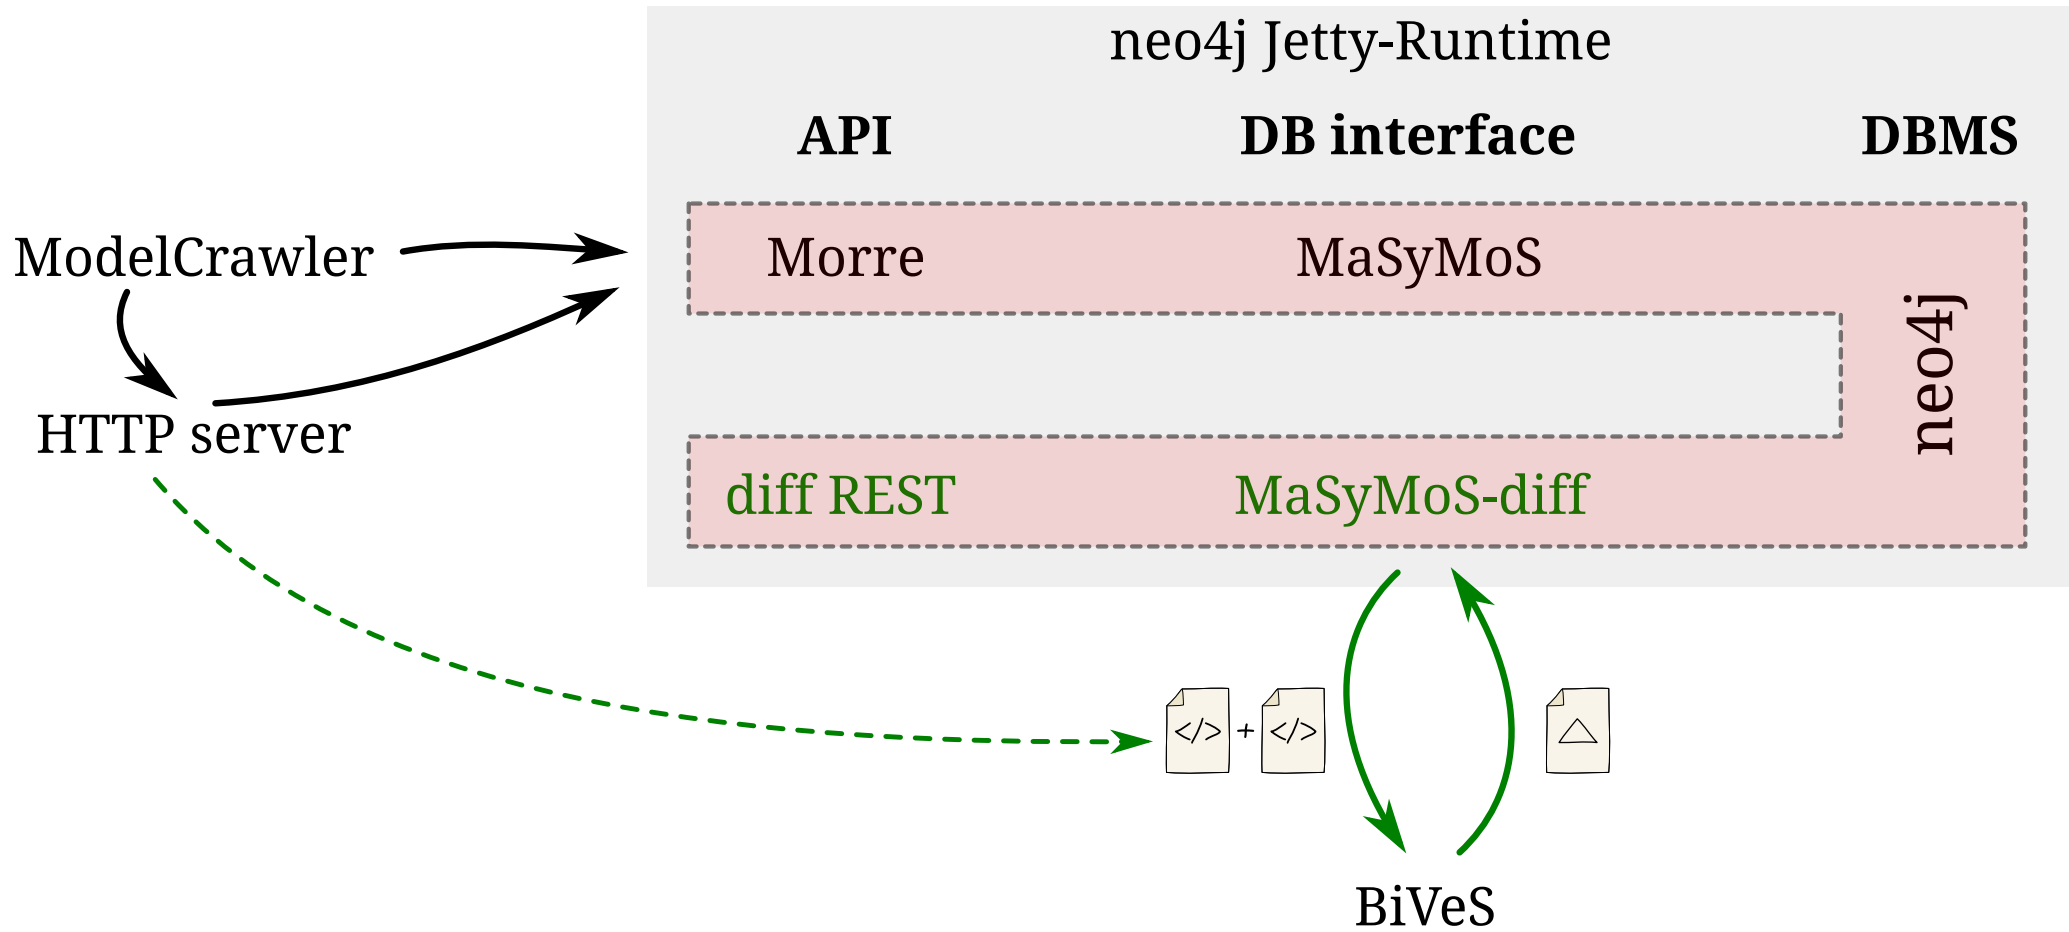 neo4j Jetty-Runtime
API DB interface DBMS
ModelCrawler
Morre MaSyMoS
neo4j
HTTP server
diff REST MaSyMoS-diff
</> + </>
BiVeS